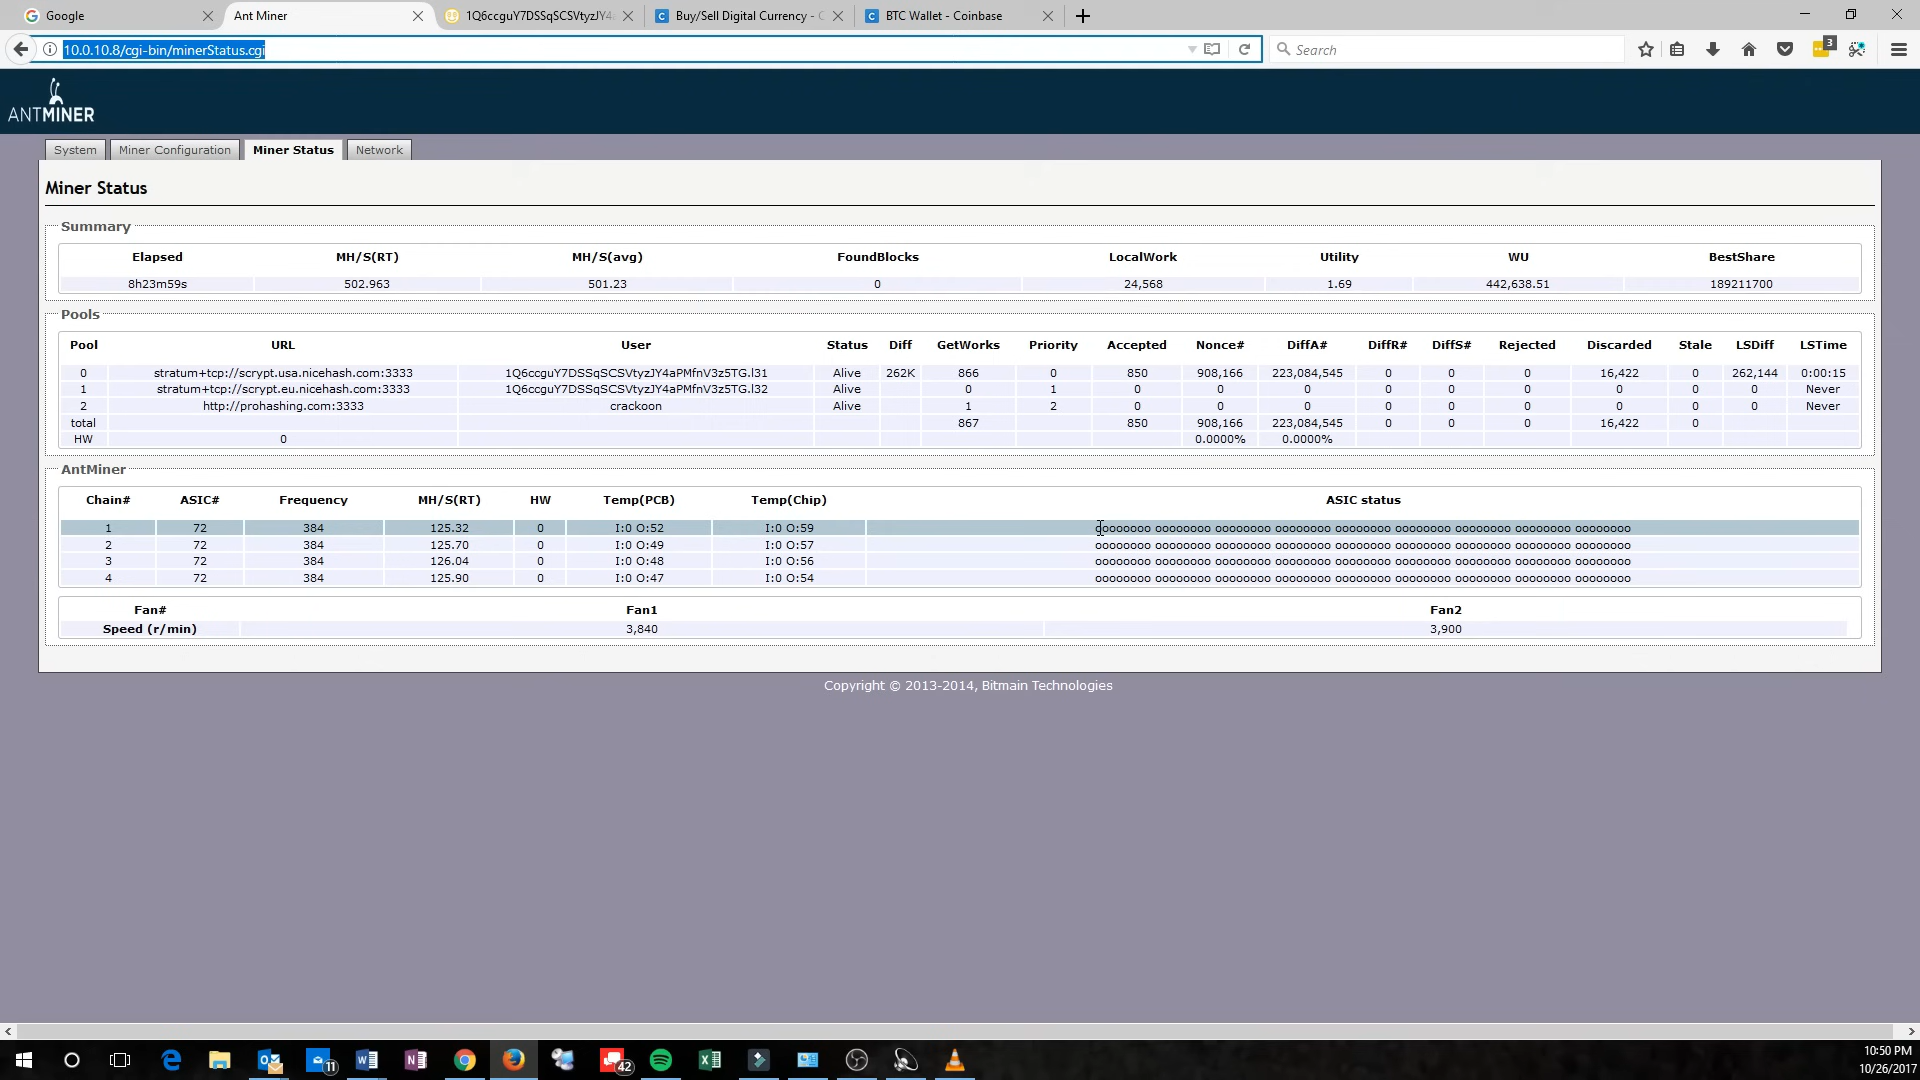 Google
Ant Miner
1Q6ccguY7DSSqSCSVtyzJY4
Buy/Sell Digital Currency - C
BTC Wallet - Coinbase
10.0.10.8/cgi-bin/minerStatus.cgi
Search
3
ANTMINER
System Miner Configuration Miner Status Network
Miner Status
Summary
Elapsed MH/S(RT) MH/S(avg) FoundBlocks LocalWork Utility WU BestShare
8h23m59s 502.963 501.23 0 24,568 1.69 442,638.51 189211700
Pools
Pool URL User Status Diff GetWorks Priority Accepted Nonce# DiffA# DiffR# DiffS# Rejected Discarded Stale LSDiff LSTime
0 stratum+tcp://scrypt.usa.nicehash.com:3333 1Q6ccguY7DSSqSCSVtyzJY4aPMfnV3z5TG.l31 Alive 262K 866 0 850 908,166 223,084,545 0 0 0 16,422 0 262,144 0:00:15
1 stratum+tcp://scrypt.eu.nicehash.com:3333 1Q6ccguY7DSSqSCSVtyzJY4aPMfnV3z5TG.l32 Alive 0 1 0 0 0 0 0 0 0 0 0 Never
2 http://prohashing.com:3333 crackoon Alive 1 2 0 0 0 0 0 0 0 0 0 Never
total 867 850 908,166 223,084,545 0 0 0 16,422 0
HW 0 0.0000% 0.0000%
AntMiner
Chain# ASIC# Frequency MH/S(RT) HW Temp(PCB) Temp(Chip) ASIC status
1 72 384 125.32 0 I:0 O:52 I:0 O:59 oooooooo oooooooo oooooooo oooooooo oooooooo oooooooo oooooooo oooooooo oooooooo
2 72 384 125.70 0 I:0 O:49 I:0 O:57 oooooooo oooooooo oooooooo oooooooo oooooooo oooooooo oooooooo oooooooo oooooooo
3 72 384 126.04 0 I:0 O:48 I:0 O:56 oooooooo oooooooo oooooooo oooooooo oooooooo oooooooo oooooooo oooooooo oooooooo
4 72 384 125.90 0 I:0 O:47 I:0 O:54 oooooooo oooooooo oooooooo oooooooo oooooooo oooooooo oooooooo oooooooo oooooooo
Fan# Fan1 Fan2
Speed (r/min) 3,840 3,900
Copyright © 2013-2014, Bitmain Technologies
11
42
10:50 PM
10/26/2017